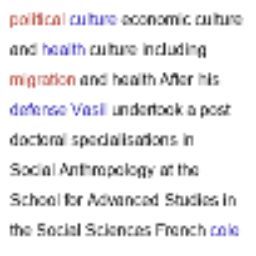 political culture economic culture
and health culture including
migration and health After his
defense Vasil undertook a post
doctoral specialisations in
Social Anthropology at the
School for Advanced Studies in
the Social Sciences French cole